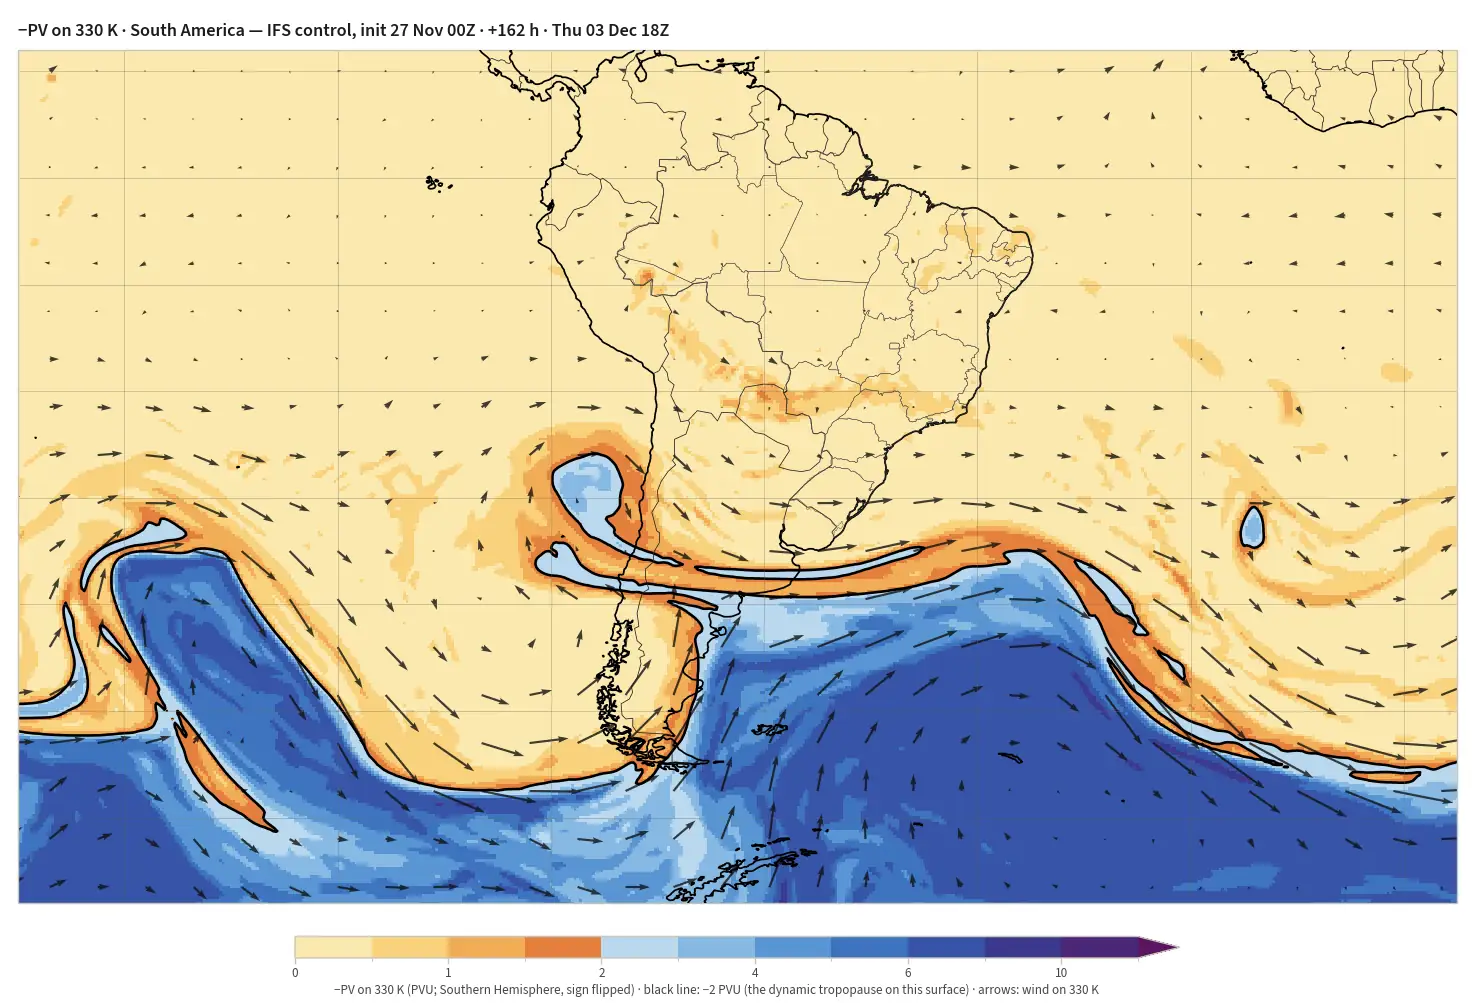 −PV on 330 K · South America — IFS control, init 27 Nov 00Z · +162 h · Thu 03 Dec 18Z
0 1 2 4 6 10
−PV on 330 K (PVU; Southern Hemisphere, sign flipped) · black line: −2 PVU (the dynamic tropopause on this surface) · arrows: wind on 330 K